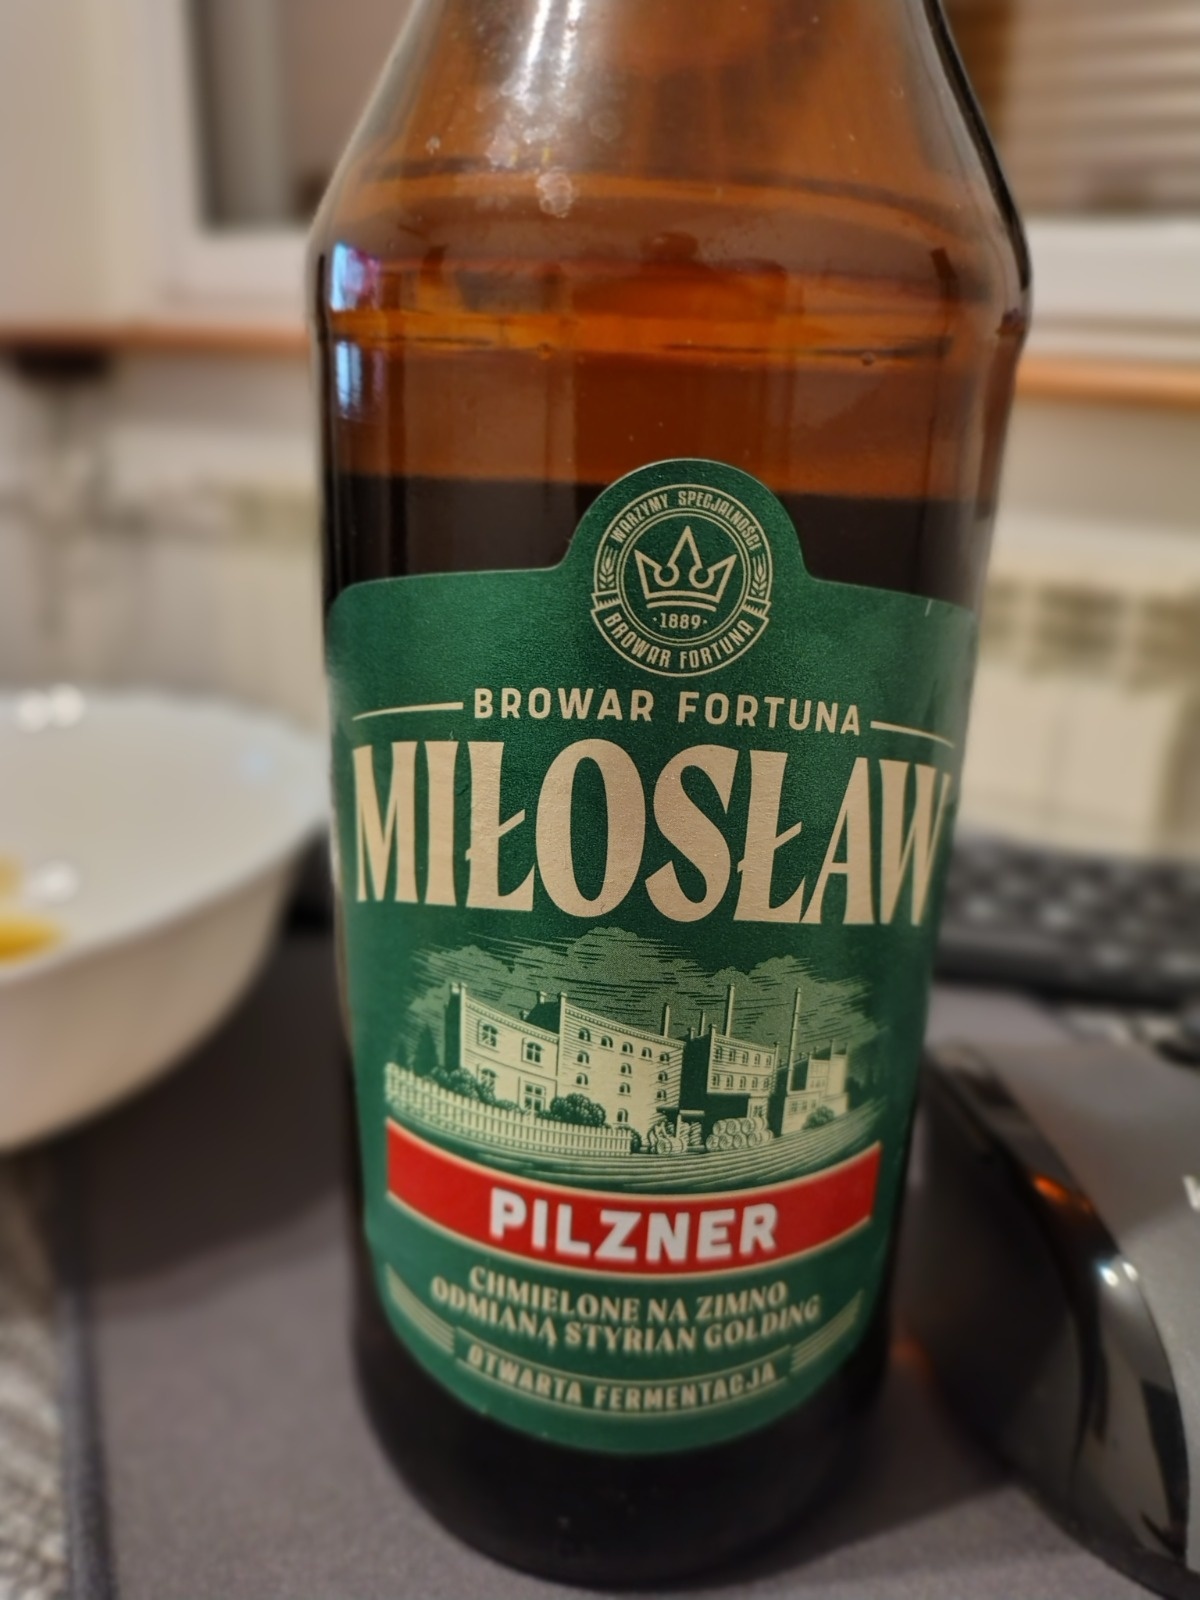 WARZYMY SPECJALNOŚCI
·1889·
BROWAR FORTUNA
BROWAR FORTUNA
MIŁOSŁAW
PILZNER
CHMIELONE NA ZIMNO
ODMIANĄ STYRIAN GOLDING
OTWARTA FERMENTACJA